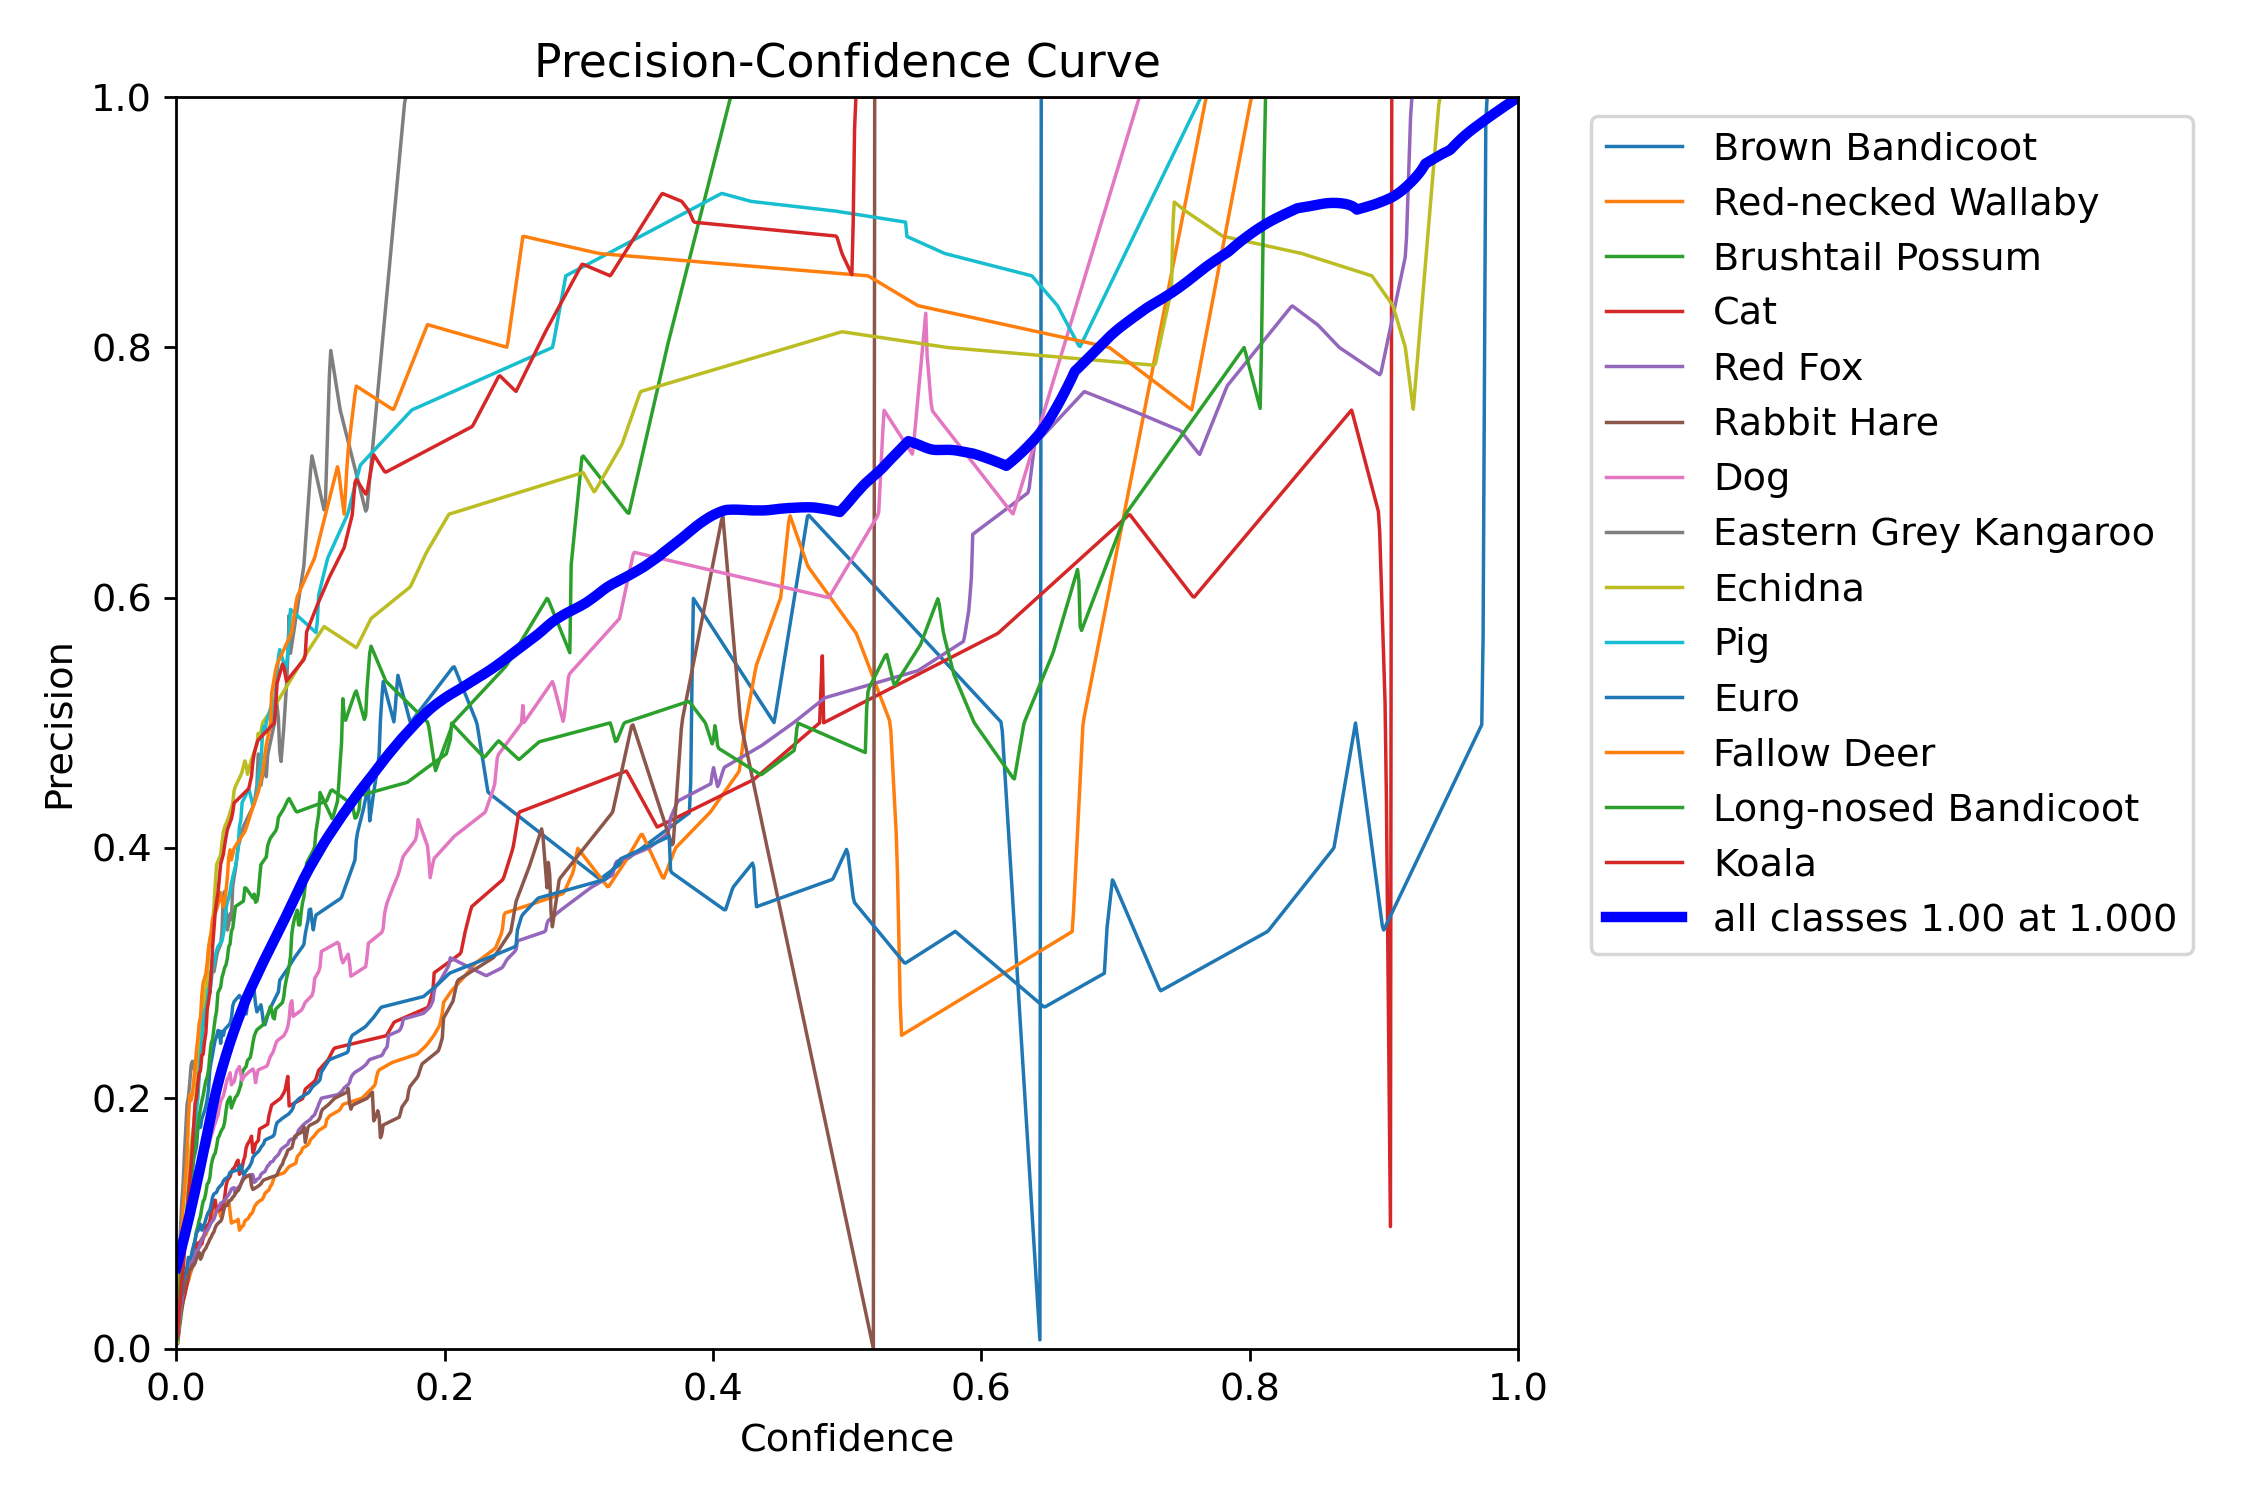 Precision-Confidence Curve
1.0
0.8
0.6
0.4
0.2
0.0
Precision
0.0 0.2 0.4 0.6 0.8 1.0
Confidence
Brown Bandicoot
Red-necked Wallaby
Brushtail Possum
Cat
Red Fox
Rabbit Hare
Dog
Eastern Grey Kangaroo
Echidna
Pig
Euro
Fallow Deer
Long-nosed Bandicoot
Koala
all classes 1.00 at 1.000